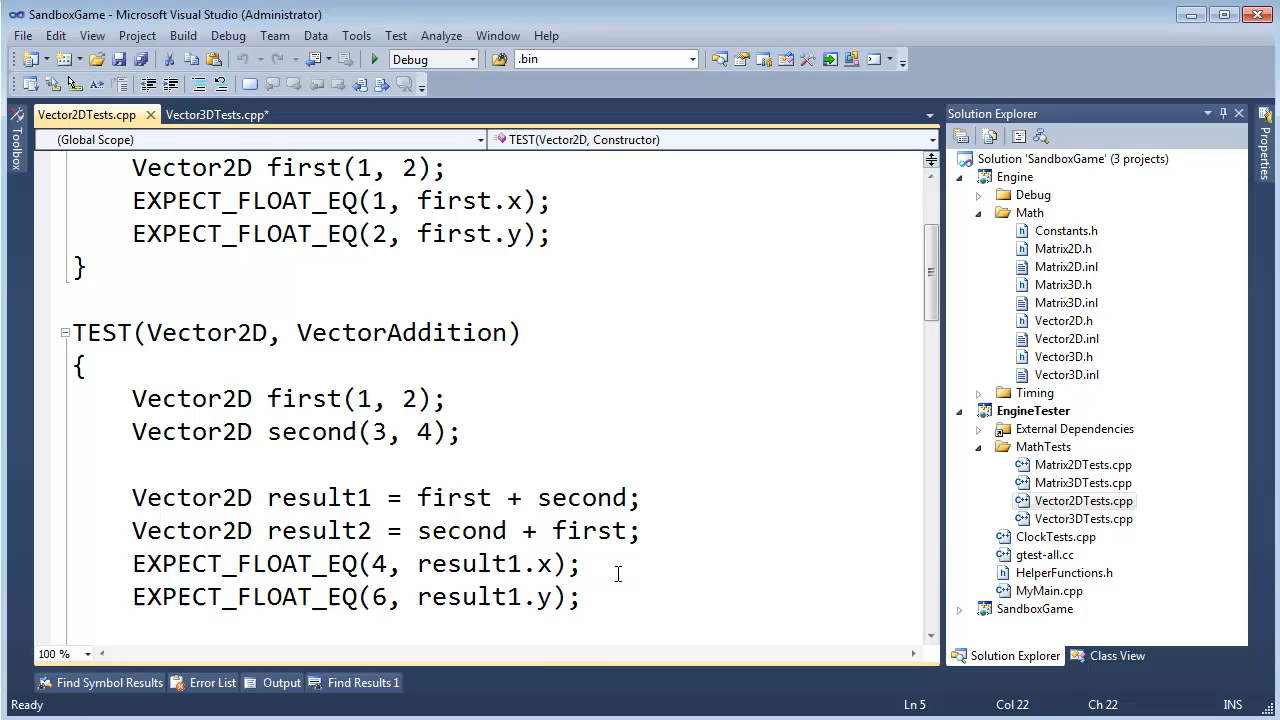 SandboxGame - Microsoft Visual Studio (Administrator)
File Edit View Project Build Debug Team Data Tools Test Analyze Window Help
Debug .bin
Vector2DTests.cpp Vector3DTests.cpp*
(Global Scope) TEST(Vector2D, Constructor)
Vector2D first(1, 2);
EXPECT_FLOAT_EQ(1, first.x);
EXPECT_FLOAT_EQ(2, first.y);
}
TEST(Vector2D, VectorAddition)
{
Vector2D first(1, 2);
Vector2D second(3, 4);
Vector2D result1 = first + second;
Vector2D result2 = second + first;
EXPECT_FLOAT_EQ(4, result1.x);
EXPECT_FLOAT_EQ(6, result1.y);
100 %
Toolbox
Solution Explorer
Solution 'SandboxGame' (3 projects)
Engine
Debug
Math
Constants.h
Matrix2D.h
Matrix2D.inl
Matrix3D.h
Matrix3D.inl
Vector2D.h
Vector2D.inl
Vector3D.h
Vector3D.inl
Timing
EngineTester
External Dependencies
MathTests
Matrix2DTests.cpp
Matrix3DTests.cpp
Vector2DTests.cpp
Vector3DTests.cpp
ClockTests.cpp
gtest-all.cc
HelperFunctions.h
MyMain.cpp
SandboxGame
Solution Explorer Class View
Properties
Find Symbol Results Error List Output Find Results 1
Ready Ln 5 Col 22 Ch 22 INS